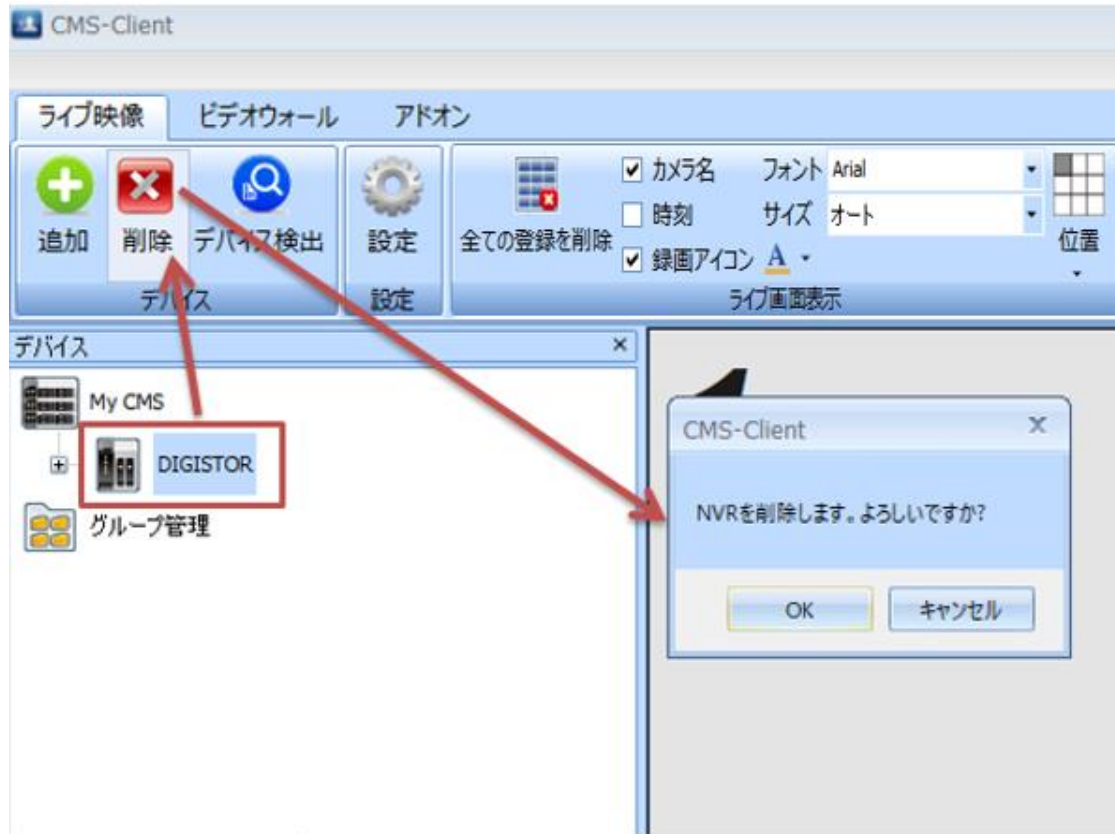 CMS-Client
ライブ映像 ビデオウォール アドオン
追加 削除 デバイス検出 設定 全ての登録を削除
カメラ名 フォント Arial
時刻 サイズ オート
録画アイコン A
位置
デバイス 設定 ライブ画面表示
デバイス ×
My CMS
DIGISTOR
グループ管理
CMS-Client X
NVRを削除します。よろしいですか?
OK キャンセル